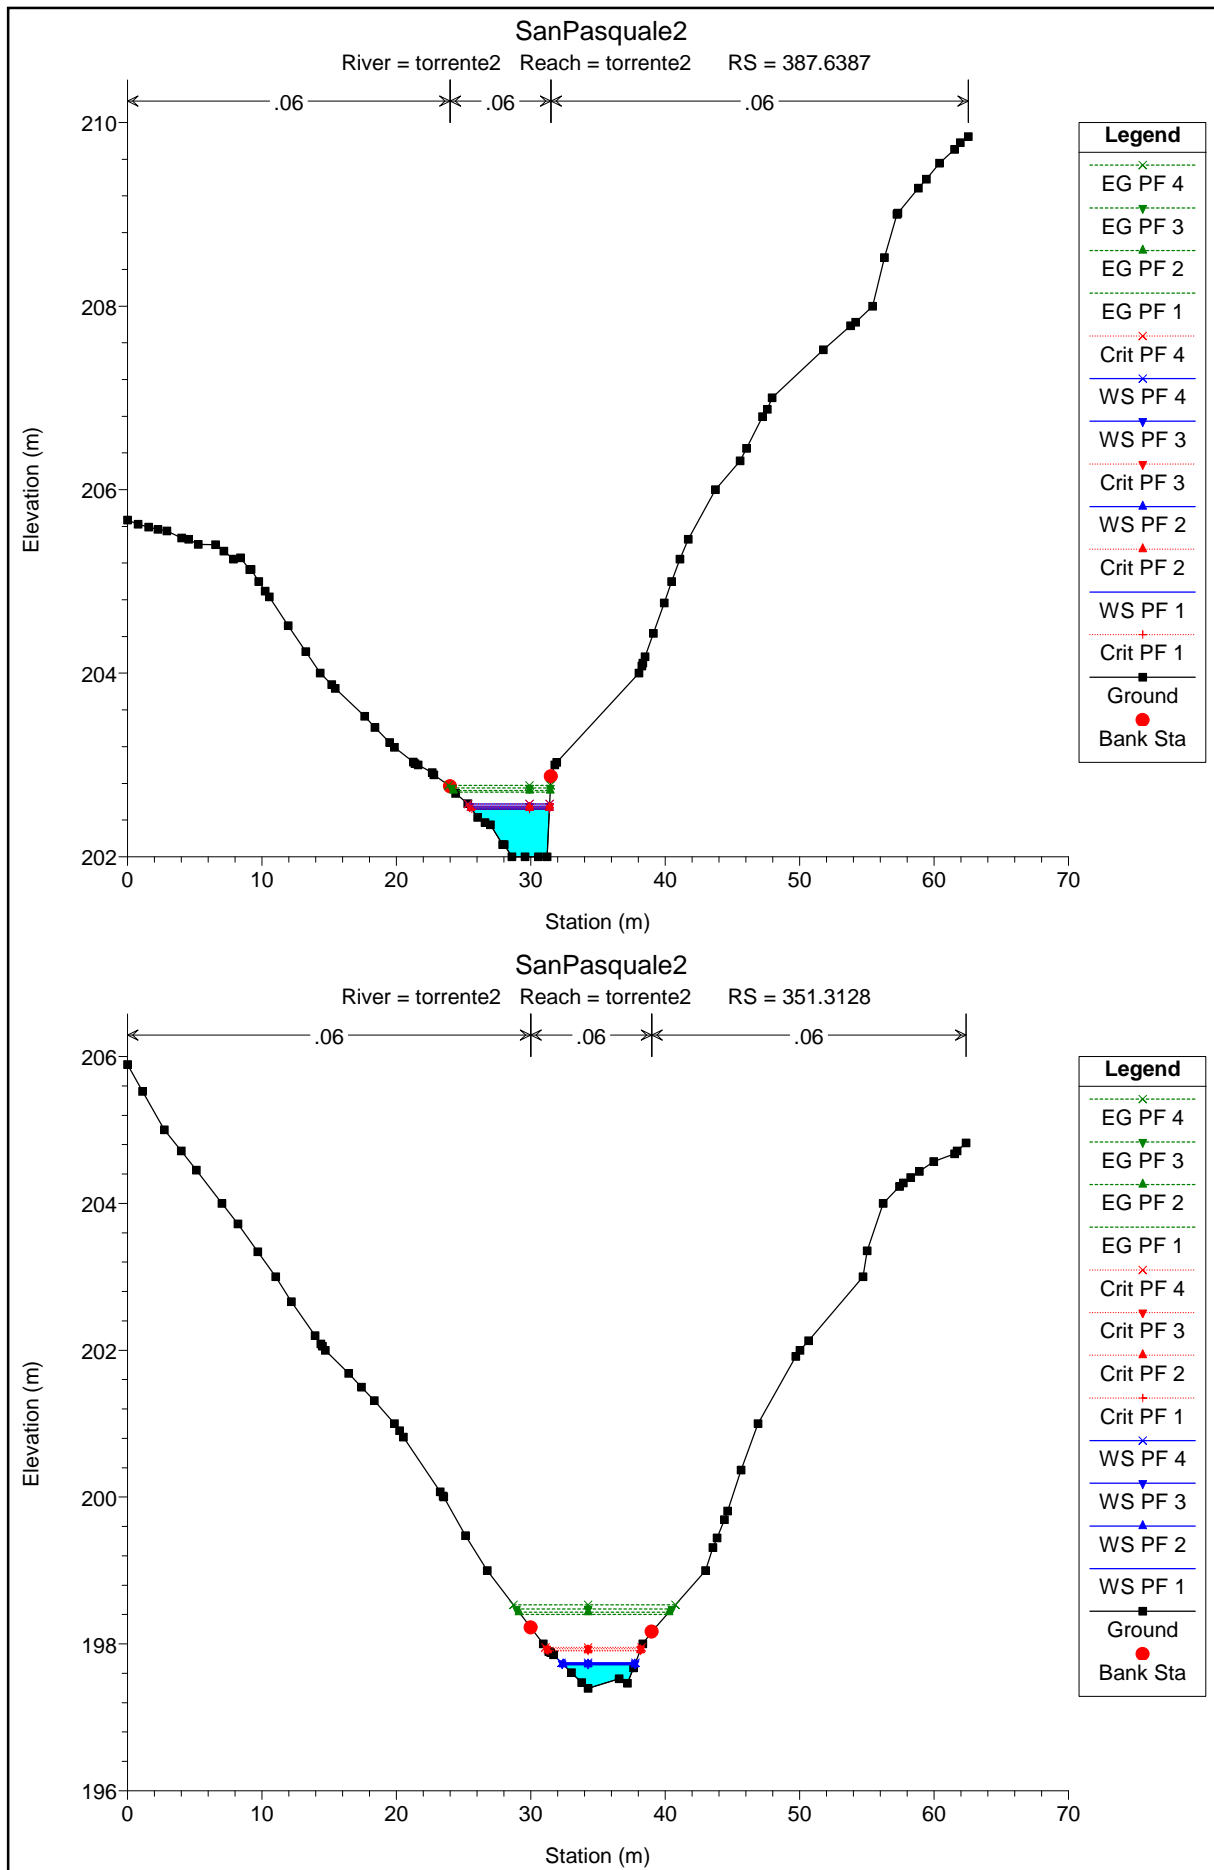 SanPasquale2
River = torrente2 Reach = torrente2 RS = 387.6387
.06 .06 .06
210
208
206
204
202
Elevation (m)
0 10 20 30 40 50 60 70
Station (m)
Legend
EG PF 4
EG PF 3
EG PF 2
EG PF 1
Crit PF 4
WS PF 4
WS PF 3
Crit PF 3
WS PF 2
Crit PF 2
WS PF 1
Crit PF 1
Ground
Bank Sta
SanPasquale2
River = torrente2 Reach = torrente2 RS = 351.3128
.06 .06 .06
206
204
202
200
198
196
Elevation (m)
0 10 20 30 40 50 60 70
Station (m)
Legend
EG PF 4
EG PF 3
EG PF 2
EG PF 1
Crit PF 4
Crit PF 3
Crit PF 2
Crit PF 1
WS PF 4
WS PF 3
WS PF 2
WS PF 1
Ground
Bank Sta